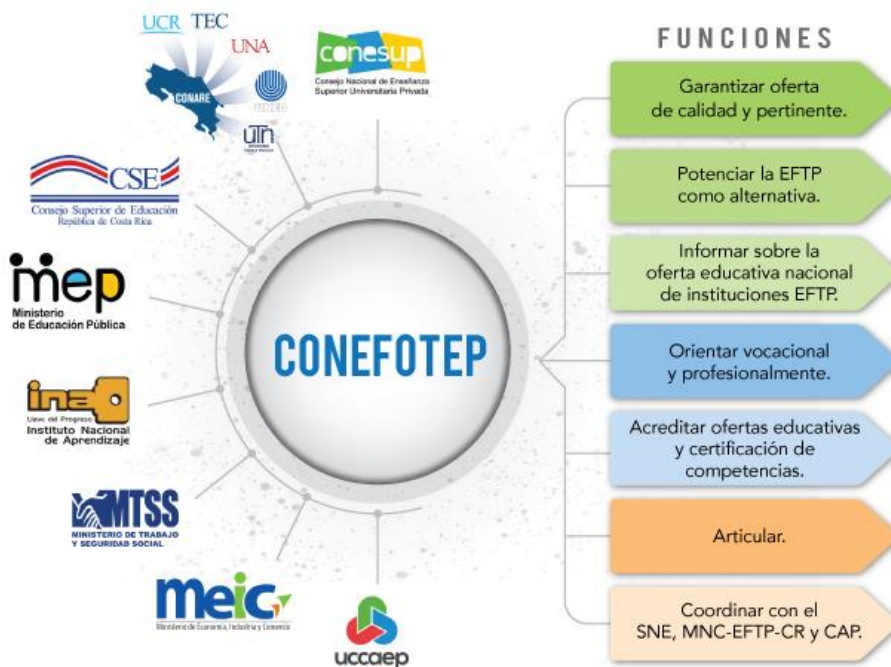 UCR TEC
UNA
CONARE
UNED
UTN
conesup
Consejo Nacional de Enseñanza
Superior Universitaria Privada
CSE
Consejo Superior de Educación
República de Costa Rica
mep
Ministerio
de Educación Pública
ina
Llave del Progreso
Instituto Nacional
de Aprendizaje
MTSS
MINISTERIO DE TRABAJO
Y SEGURIDAD SOCIAL
meic
Ministerio de Economía, Industria y Comercio
uccaep
CONEFOTEP
FUNCIONES
Garantizar oferta
de calidad y pertinente.
Potenciar la EFTP
como alternativa.
Informar sobre la
oferta educativa nacional
de instituciones EFTP.
Orientar vocacional
y profesionalmente.
Acreditar ofertas educativas
y certificación de
competencias.
Articular.
Coordinar con el
SNE, MNC-EFTP-CR y CAP.